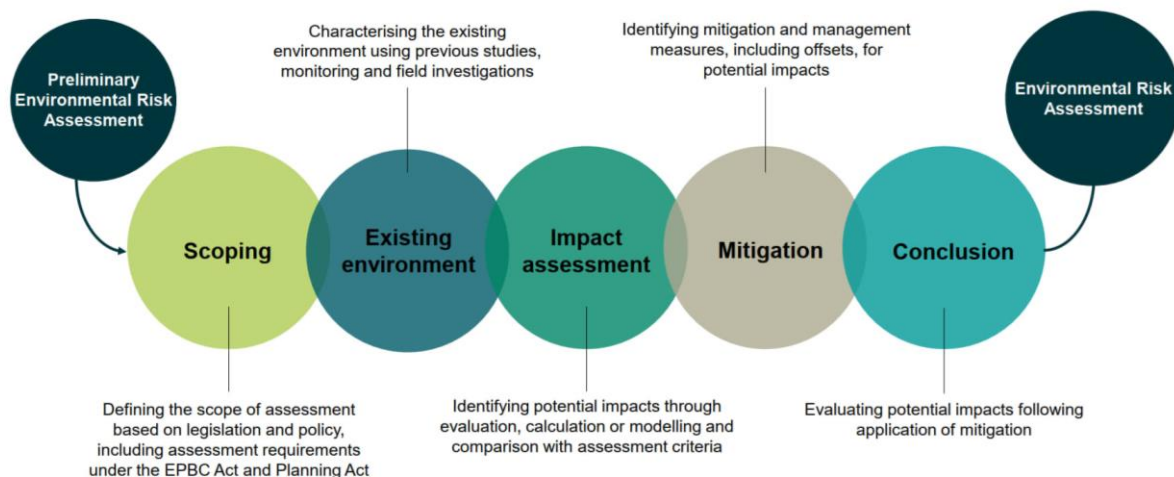 Preliminary
Environmental Risk
Assessment
Characterising the existing
environment using previous studies,
monitoring and field investigations
Identifying mitigation and management
measures, including offsets, for
potential impacts
Environmental Risk
Assessment
Scoping
Existing
environment
Impact
assessment
Mitigation
Conclusion
Defining the scope of assessment
based on legislation and policy,
including assessment requirements
under the EPBC Act and Planning Act
Identifying potential impacts through
evaluation, calculation or modelling and
comparison with assessment criteria
Evaluating potential impacts following
application of mitigation